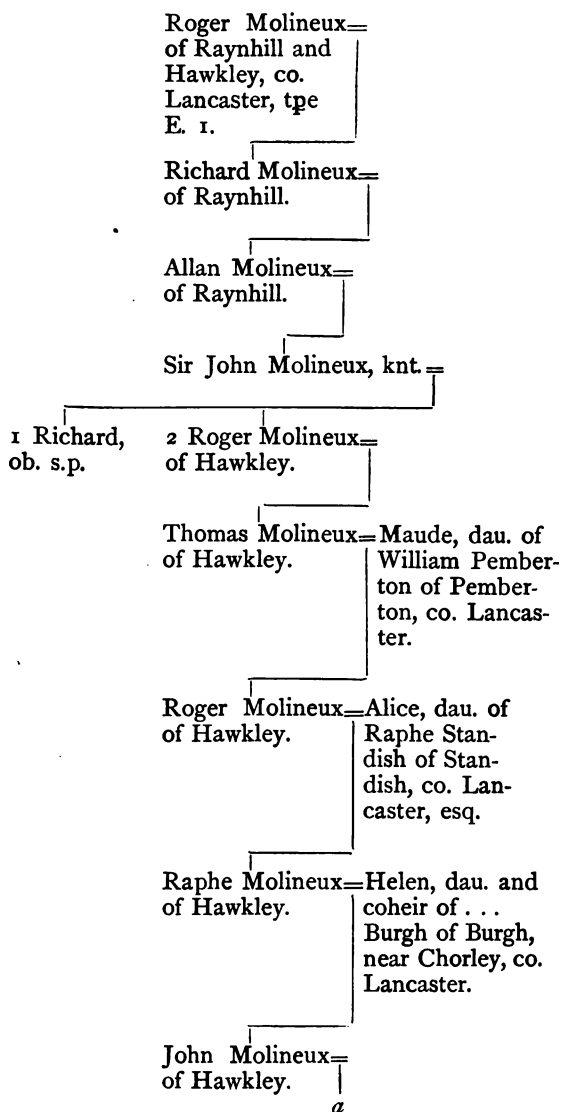 Roger Molineux=
of Raynhill and
Hawkley, co.
Lancaster, tpe
E. 1.
Richard Molineux=
of Raynhill.
Allan Molineux=
of Raynhill.
Sir John Molineux, knt.=
1 Richard,
ob. s.p.
2 Roger Molineux=
of Hawkley.
Thomas Molineux=
of Hawkley.
Maude, dau. of
William Pember-
ton of Pember-
ton, co. Lancas-
ter.
Roger Molineux=
of Hawkley.
Alice, dau. of
Raphe Stan-
dish of Stan-
dish, co. Lan-
caster, esq.
Raphe Molineux=
of Hawkley.
Helen, dau. and
coheir of . . .
Burgh of Burgh,
near Chorley, co.
Lancaster.
John Molineux=
of Hawkley.
a